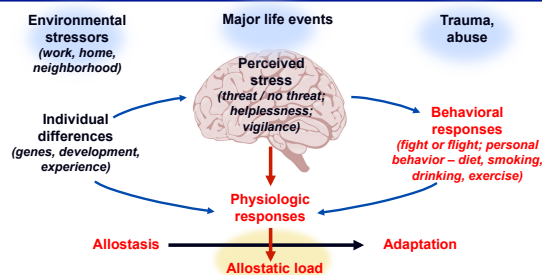 Environmental
stressors
(work, home,
neighborhood)
Major life events
Trauma,
abuse
Perceived
stress
(threat / no threat;
helplessness;
vigilance)
Individual
differences
(genes, development,
experience)
Behavioral
responses
(fight or flight; personal
behavior – diet, smoking,
drinking, exercise)
Physiologic
responses
Allostasis
Adaptation
Allostatic load